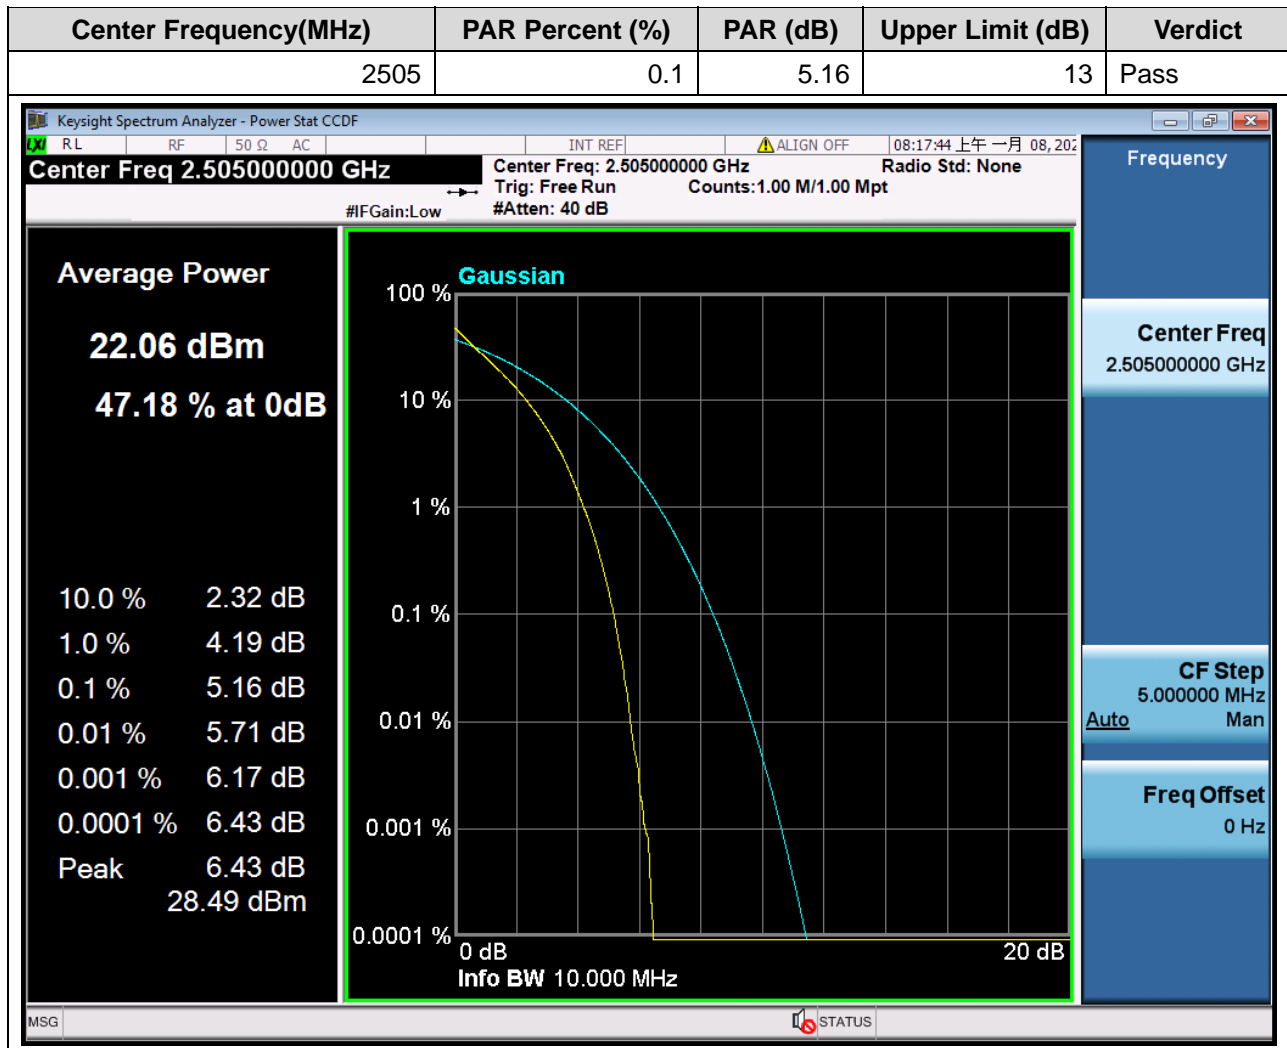 Center Frequency(MHz) PAR Percent (%) PAR (dB) Upper Limit (dB) Verdict
2505 0.1 5.16 13 Pass
Keysight Spectrum Analyzer - Power Stat CCDF
LXI RL RF 50 Ω AC INT REF ALIGN OFF 08:17:44 上午 一月 08, 202
Center Freq 2.505000000 GHz
#IFGain:Low
Center Freq: 2.505000000 GHz Radio Std: None
Trig: Free Run Counts:1.00 M/1.00 Mpt
#Atten: 40 dB
Average Power
22.06 dBm
47.18 % at 0dB
10.0 % 2.32 dB
1.0 % 4.19 dB
0.1 % 5.16 dB
0.01 % 5.71 dB
0.001 % 6.17 dB
0.0001 % 6.43 dB
Peak 6.43 dB
28.49 dBm
Gaussian
100 %
10 %
1 %
0.1 %
0.01 %
0.001 %
0.0001 %
0 dB 20 dB
Info BW 10.000 MHz
Frequency
Center Freq
2.505000000 GHz
CF Step
5.000000 MHz
Auto Man
Freq Offset
0 Hz
MSG STATUS